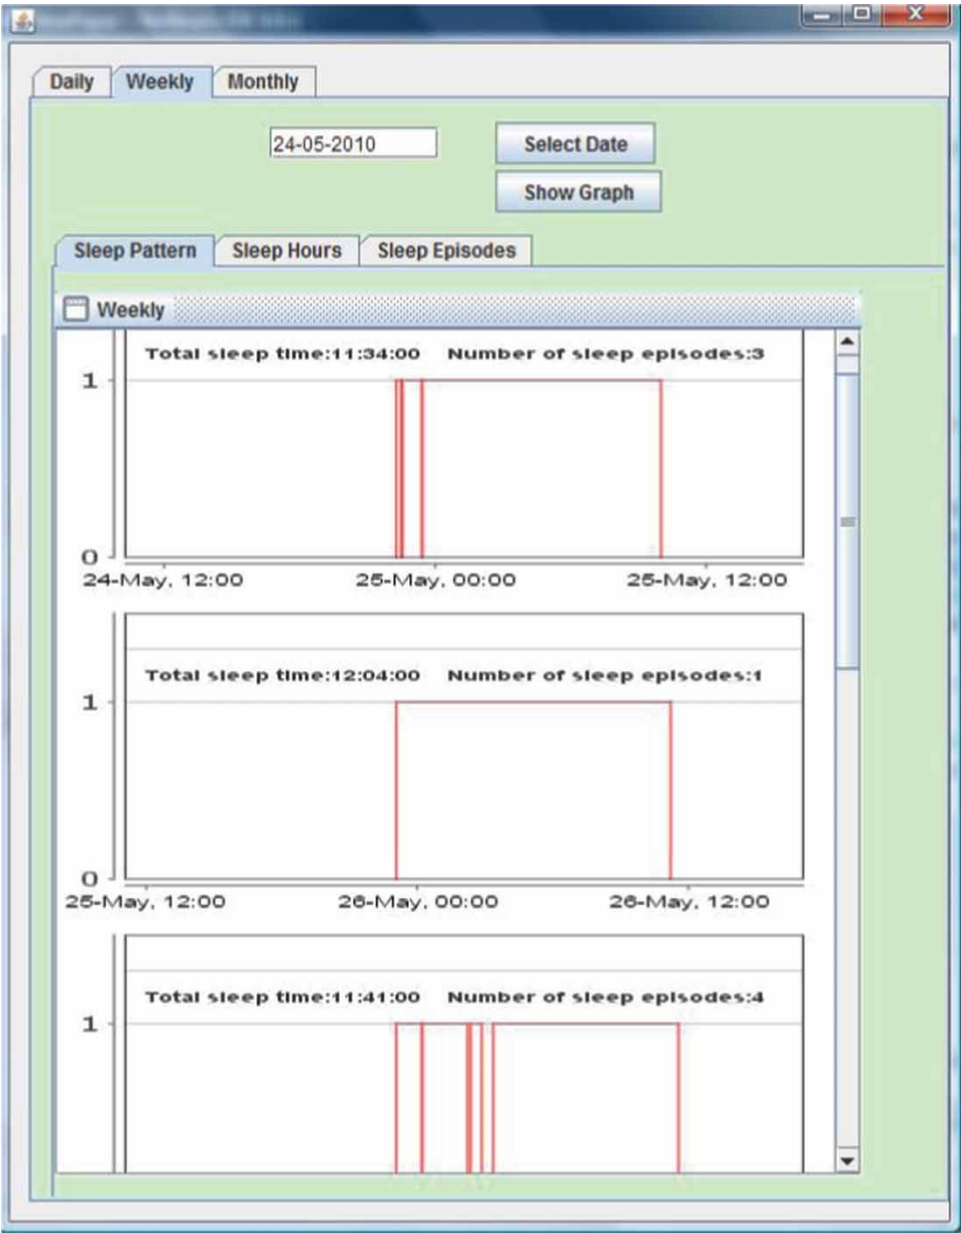 Daily Weekly Monthly
24-05-2010 Select Date
Show Graph
Sleep Pattern Sleep Hours Sleep Episodes
Weekly
Total sleep time:11:34:00 Number of sleep episodes:3
1
0
24-May, 12:00 25-May, 00:00 25-May, 12:00
Total sleep time:12:04:00 Number of sleep episodes:1
1
0
25-May, 12:00 26-May, 00:00 26-May, 12:00
Total sleep time:11:41:00 Number of sleep episodes:4
1